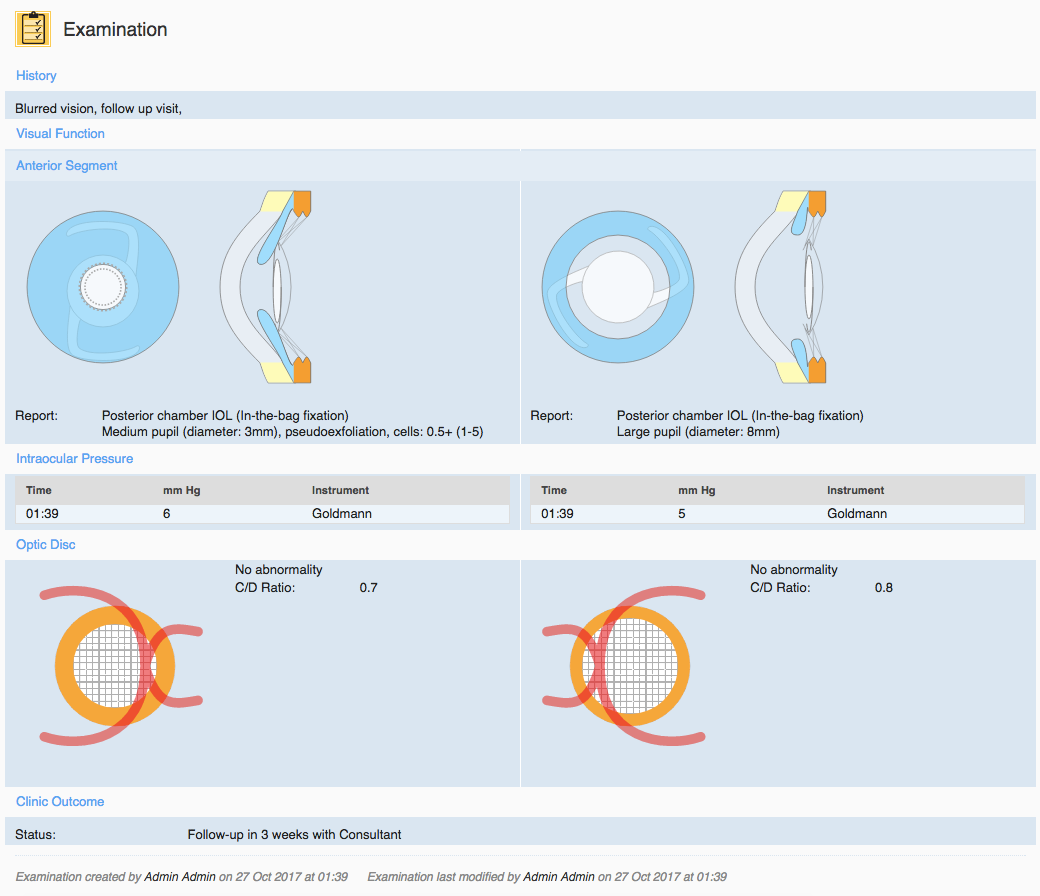 Examination
History
Blurred vision, follow up visit,
Visual Function
Anterior Segment
Report: Posterior chamber IOL (In-the-bag fixation)
Medium pupil (diameter: 3mm), pseudoexfoliation, cells: 0.5+ (1-5)
Report: Posterior chamber IOL (In-the-bag fixation)
Large pupil (diameter: 8mm)
Intraocular Pressure
Time mm Hg Instrument
01:39 6 Goldmann
Time mm Hg Instrument
01:39 5 Goldmann
Optic Disc
No abnormality
C/D Ratio: 0.7
No abnormality
C/D Ratio: 0.8
Clinic Outcome
Status: Follow-up in 3 weeks with Consultant
Examination created by Admin Admin on 27 Oct 2017 at 01:39 Examination last modified by Admin Admin on 27 Oct 2017 at 01:39